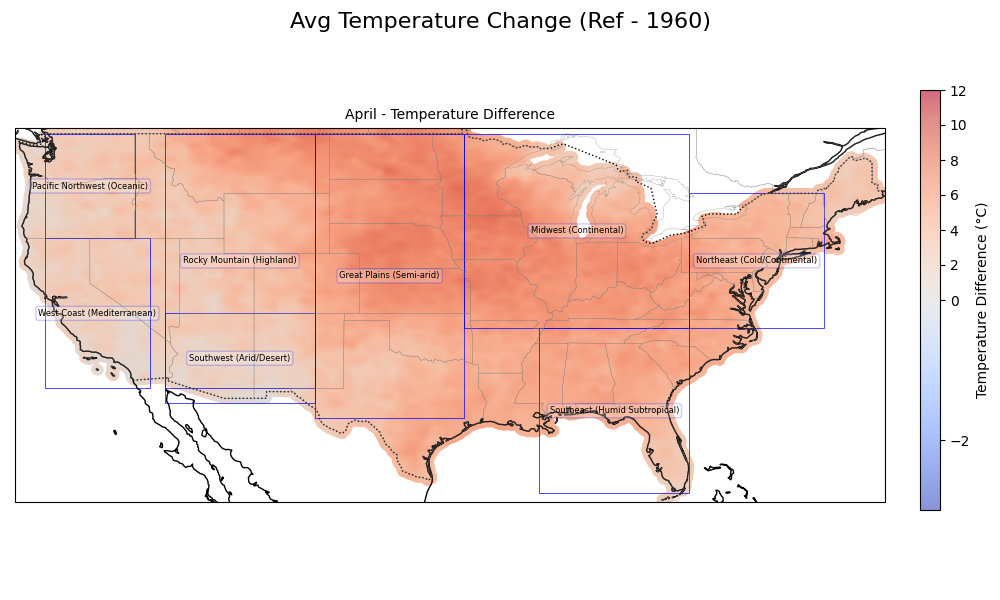 Avg Temperature Change (Ref - 1960)
April - Temperature Difference
Pacific Northwest (Oceanic)
Midwest (Continental)
Rocky Mountain (Highland)
Northeast (Cold/Continental)
Great Plains (Semi-arid)
West Coast (Mediterranean)
Southwest (Arid/Desert)
Southeast (Humid Subtropical)
12
10
8
6
4
2
0
−2
Temperature Difference (°C)